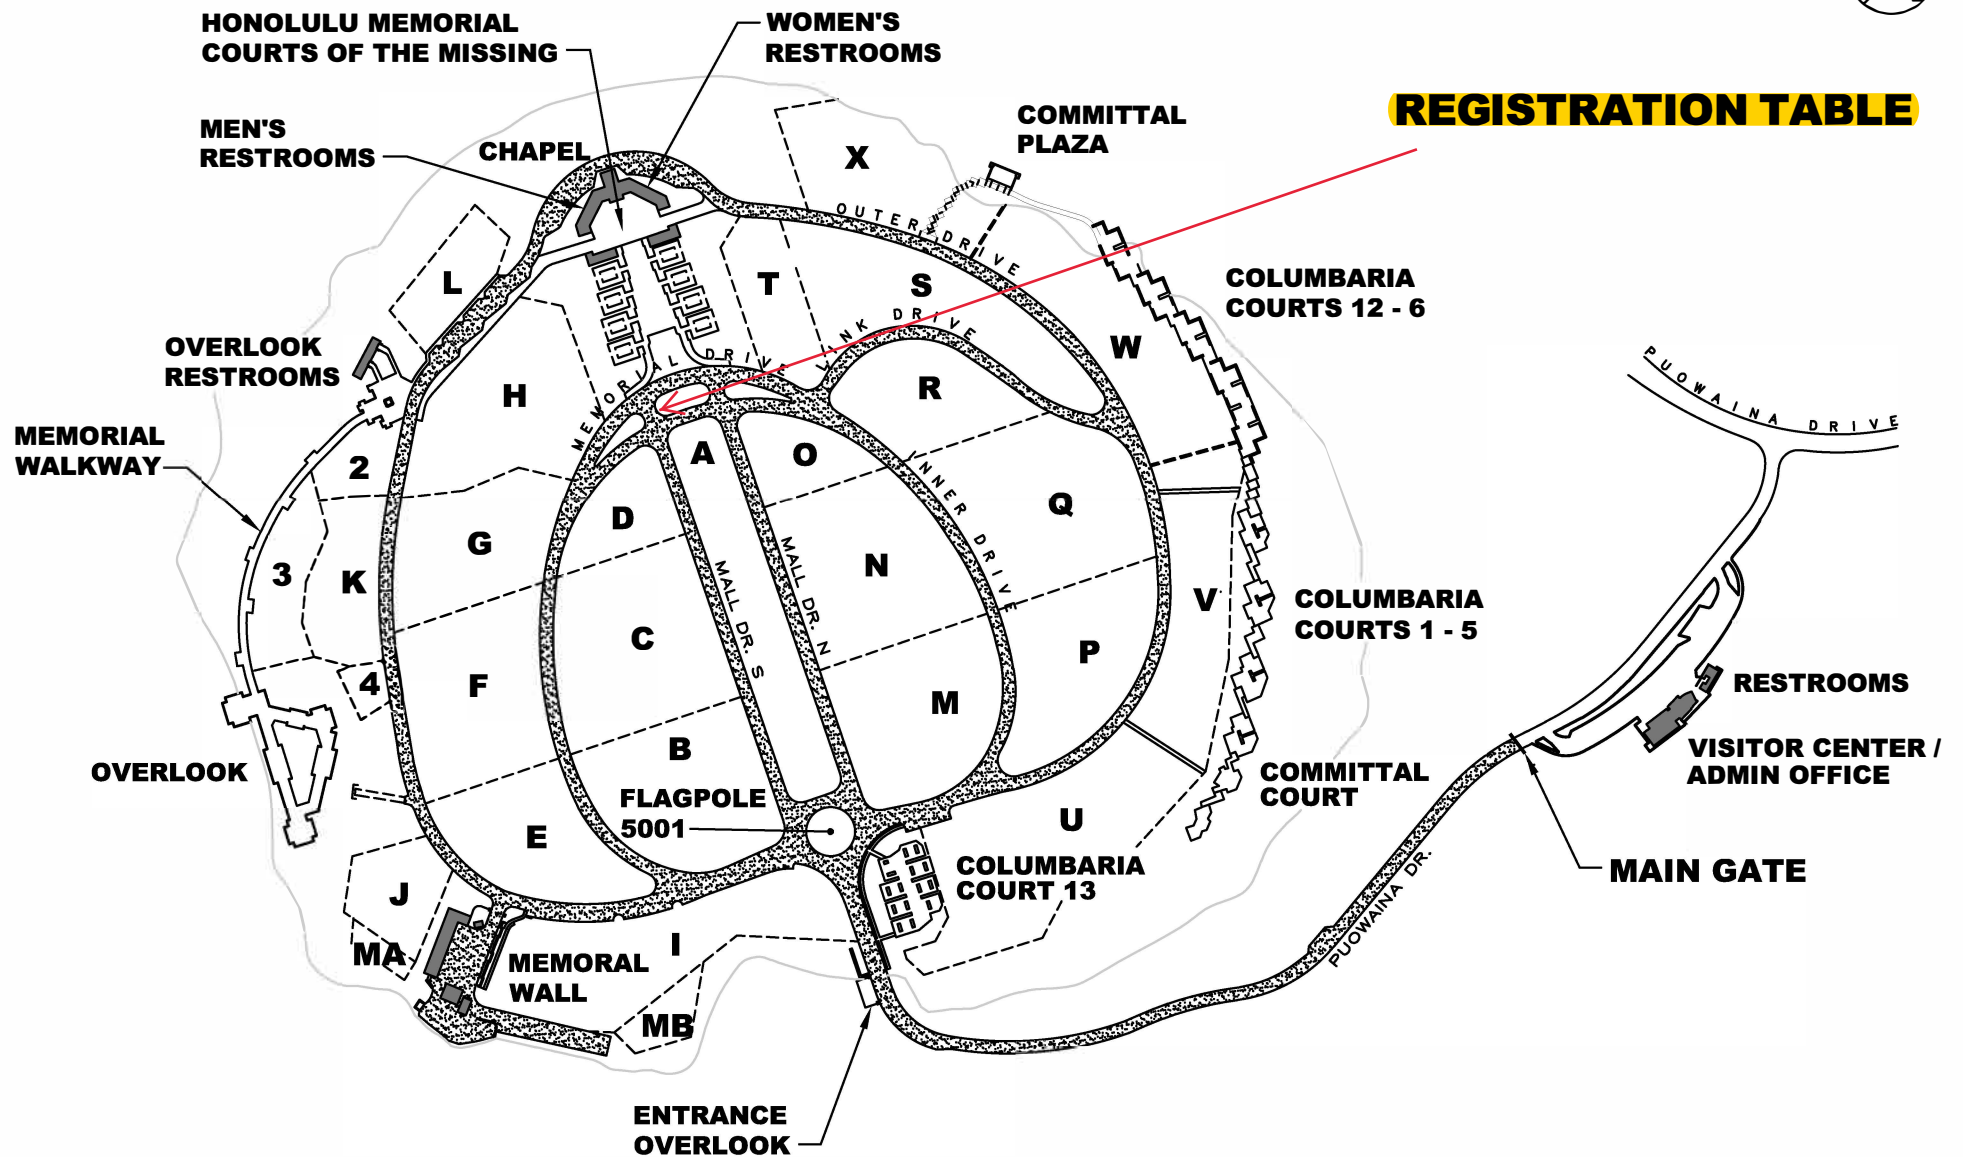 HONOLULU MEMORIAL
COURTS OF THE MISSING
WOMEN'S
RESTROOMS
REGISTRATION TABLE
MEN'S
RESTROOMS
CHAPEL
COMMITTAL
PLAZA
X
OUTER DRIVE
L
T
S
COLUMBARIA
COURTS 12 - 6
LINK DRIVE
W
OVERLOOK
RESTROOMS
MEMORIAL DRIVE
H
R
PUOWAINA DRIVE
MEMORIAL
WALKWAY
2
A
O
INNER DRIVE
Q
D
G
3
K
N
MALL DR. S
MALL DR. N
V
COLUMBARIA
COURTS 1 - 5
C
P
4
F
M
RESTROOMS
B
VISITOR CENTER /
ADMIN OFFICE
OVERLOOK
COMMITTAL
COURT
FLAGPOLE
5001
E
U
COLUMBARIA
COURT 13
MAIN GATE
PUOWAINA DR.
J
MA
I
MEMORAL
WALL
MB
ENTRANCE
OVERLOOK